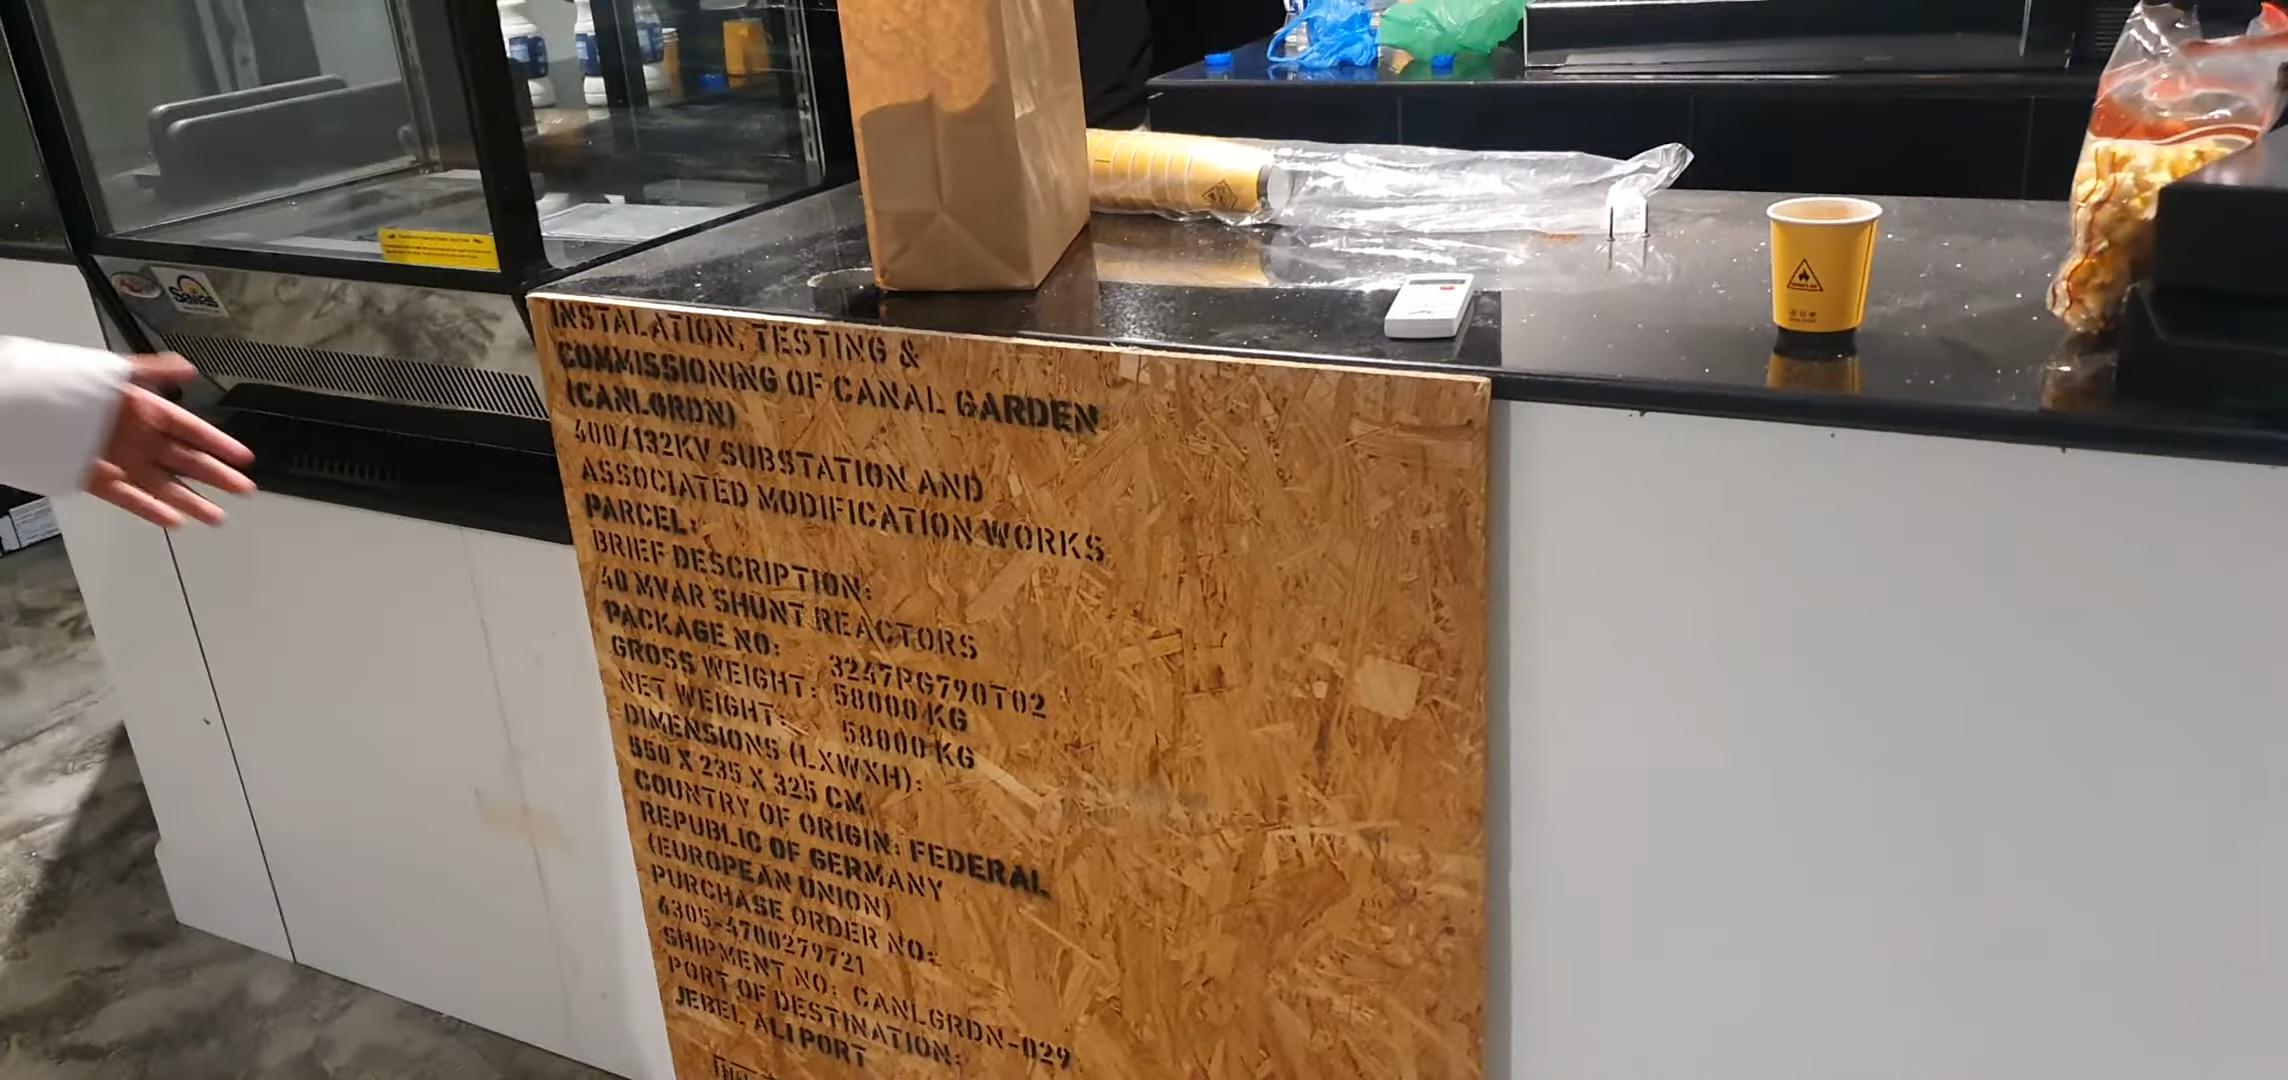 INSTALATION, TESTING &
COMMISSIONING OF CANAL GARDEN
(CANLGRDN)
400/132KV SUBSTATION AND
ASSOCIATED MODIFICATION WORKS
PARCEL:
BRIEF DESCRIPTION:
40 MVAR SHUNT REACTORS
PACKAGE NO: 3247RG790T02
GROSS WEIGHT: 58000 KG
NET WEIGHT: 58000 KG
DIMENSIONS (LXWXH):
550 X 235 X 325 CM
COUNTRY OF ORIGIN: FEDERAL
REPUBLIC OF GERMANY
(EUROPEAN UNION)
PURCHASE ORDER NO:
4305-4700279721
SHIPMENT NO: CANLGRDN-029
PORT OF DESTINATION:
JEBEL ALI PORT
Sawas